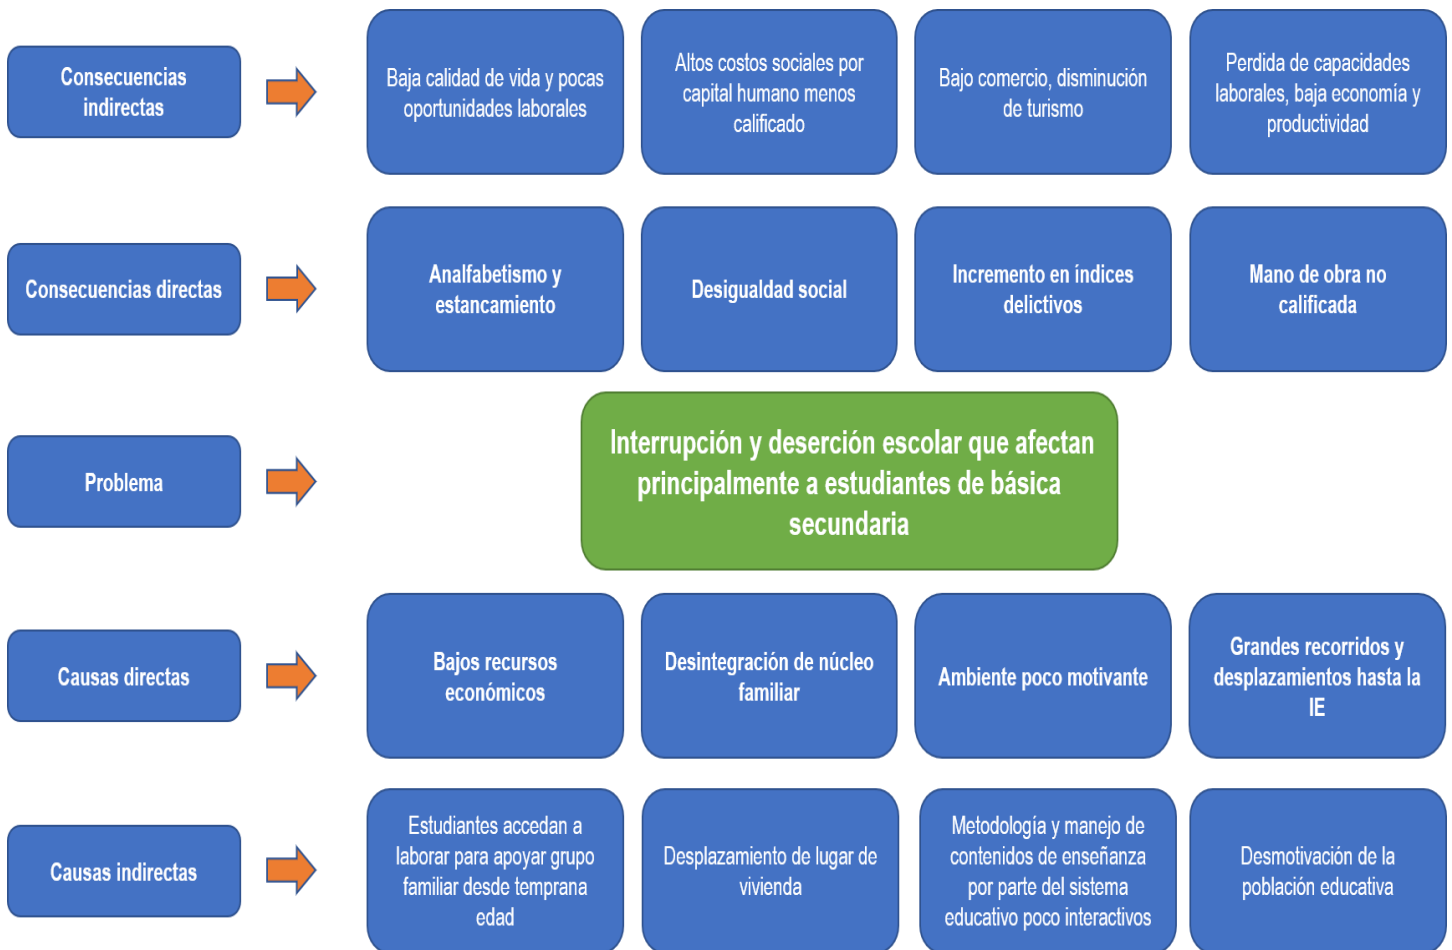 Consecuencias
indirectas
Baja calidad de vida y pocas
oportunidades laborales
Altos costos sociales por
capital humano menos
calificado
Bajo comercio, disminución
de turismo
Perdida de capacidades
laborales, baja economía y
productividad
Consecuencias directas
Analfabetismo y
estancamiento
Desigualdad social
Incremento en índices
delictivos
Mano de obra no
calificada
Problema
Interrupción y deserción escolar que afectan
principalmente a estudiantes de básica
secundaria
Causas directas
Bajos recursos
económicos
Desintegración de núcleo
familiar
Ambiente poco motivante
Grandes recorridos y
desplazamientos hasta la
IE
Causas indirectas
Estudiantes accedan a
laborar para apoyar grupo
familiar desde temprana
edad
Desplazamiento de lugar de
vivienda
Metodología y manejo de
contenidos de enseñanza
por parte del sistema
educativo poco interactivos
Desmotivación de la
población educativa